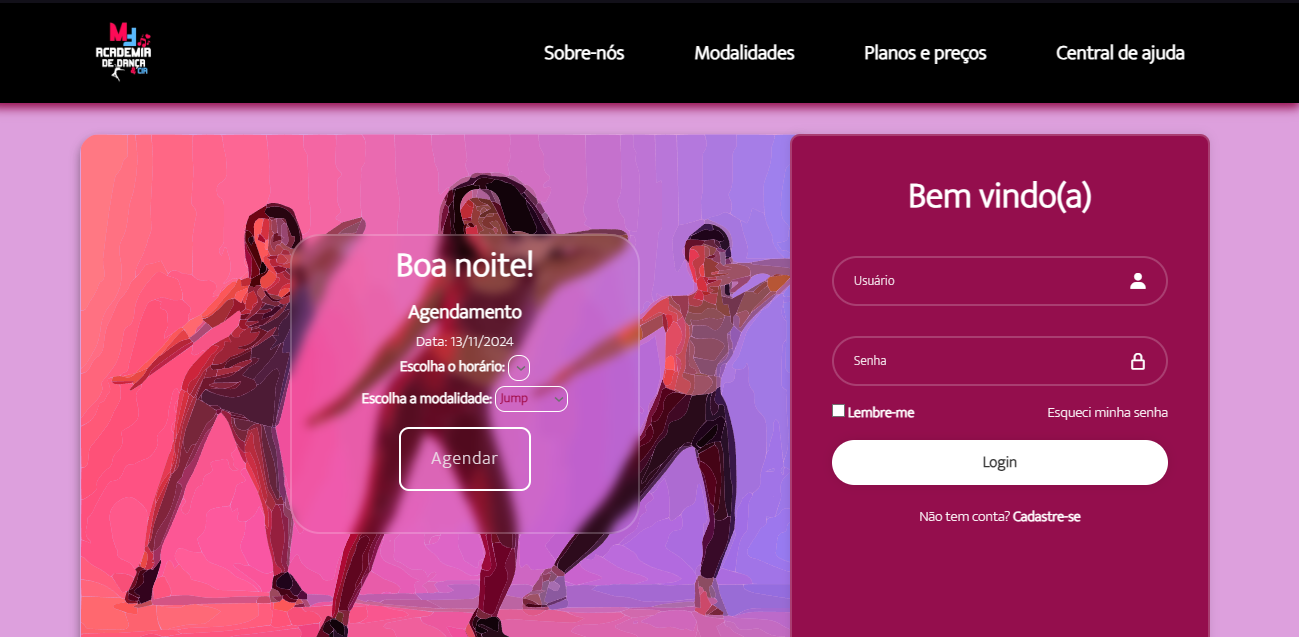 MF
ACADEMIA
DE DANÇA
& CIA
Sobre-nós
Modalidades
Planos e preços
Central de ajuda
Boa noite!
Agendamento
Data: 13/11/2024
Escolha o horário:
Escolha a modalidade: Jump
Agendar
Bem vindo(a)
Usuário
Senha
Lembre-me
Esqueci minha senha
Login
Não tem conta? Cadastre-se